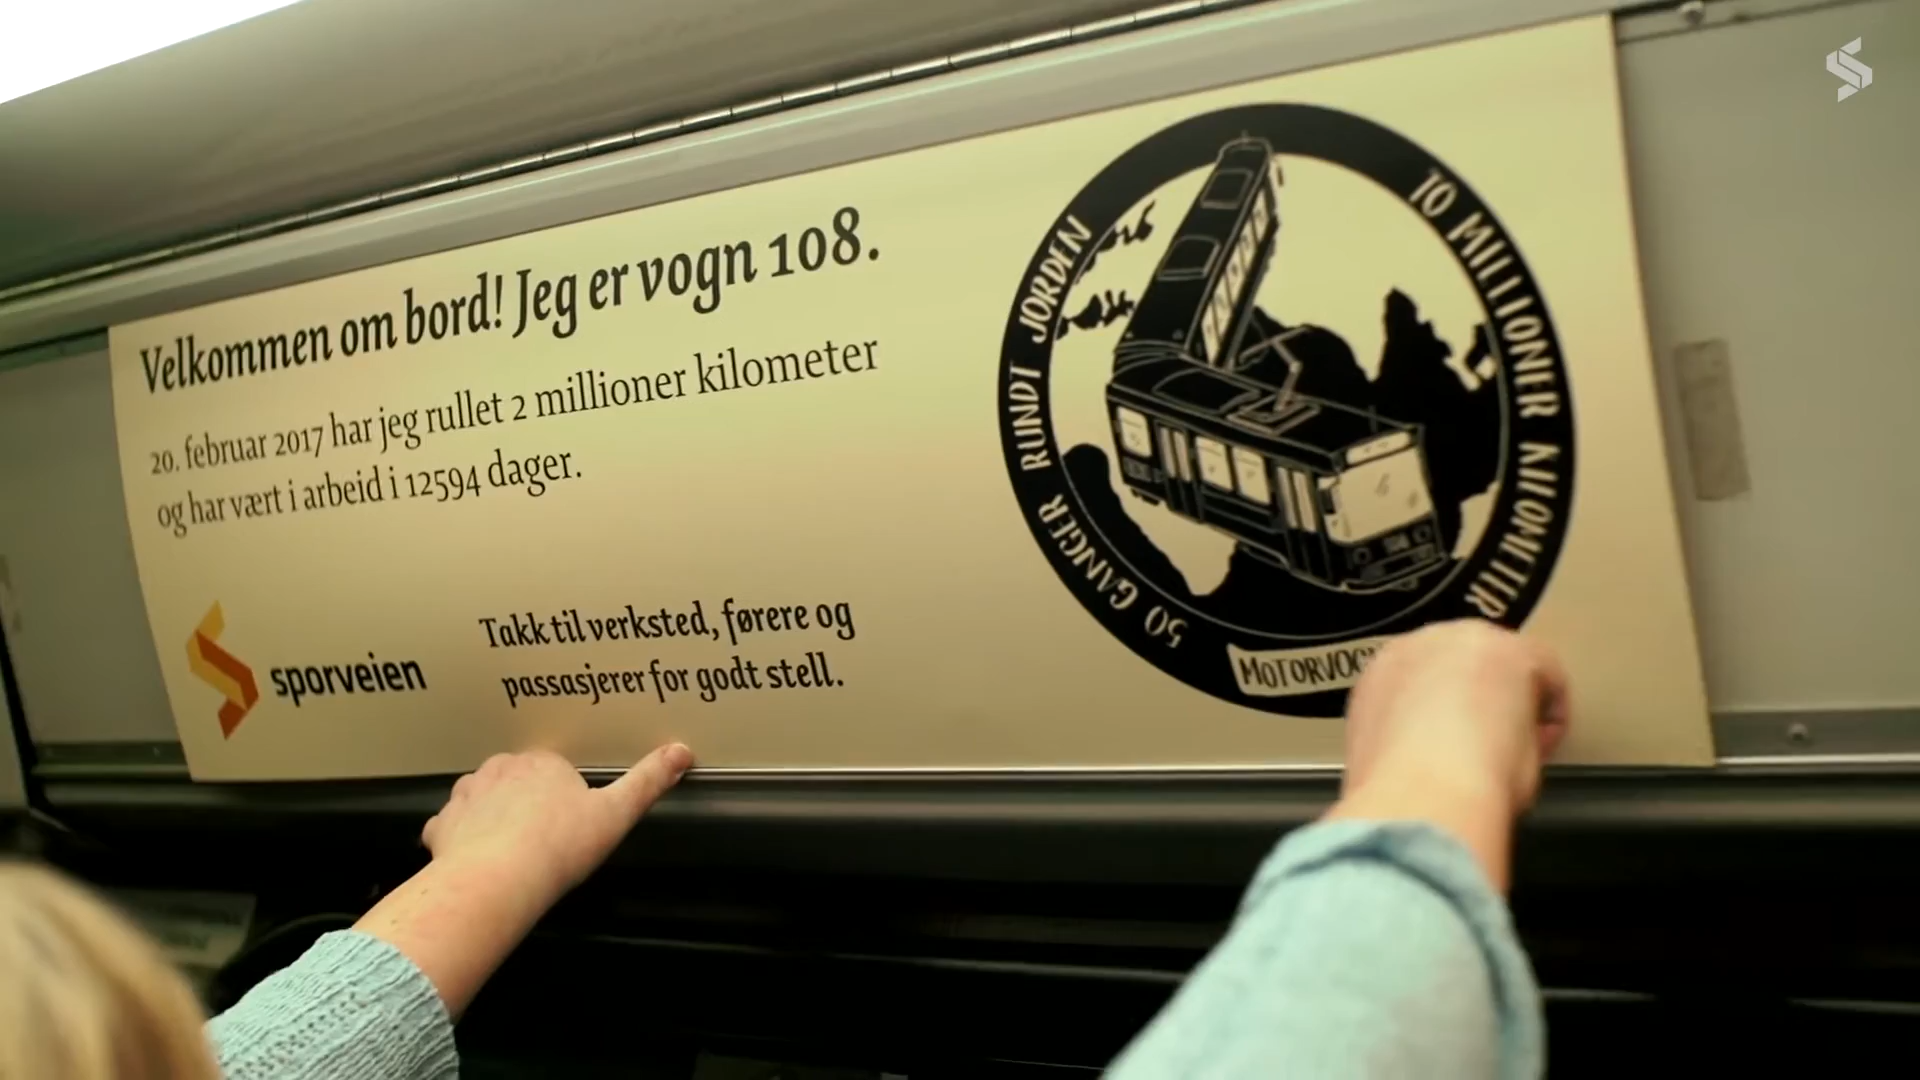 Velkommen om bord! Jeg er vogn 108.
20. februar 2017 har jeg rullet 2 millioner kilometer
og har vært i arbeid i 12594 dager.
sporveien
Takk til verksted, førere og
passasjerer for godt stell.
50 GANGER RUNDT JORDEN
TO MILLIONER KILOMETER